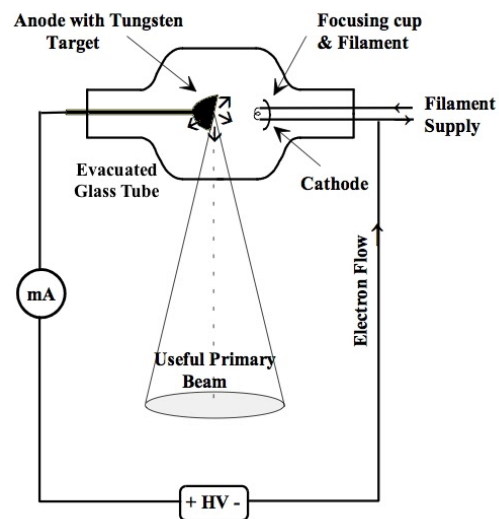 Anode with Tungsten
Target
Focusing cup
& Filament
Filament
Supply
Evacuated
Glass Tube
Cathode
mA
Electron Flow
Useful Primary
Beam
+ HV -